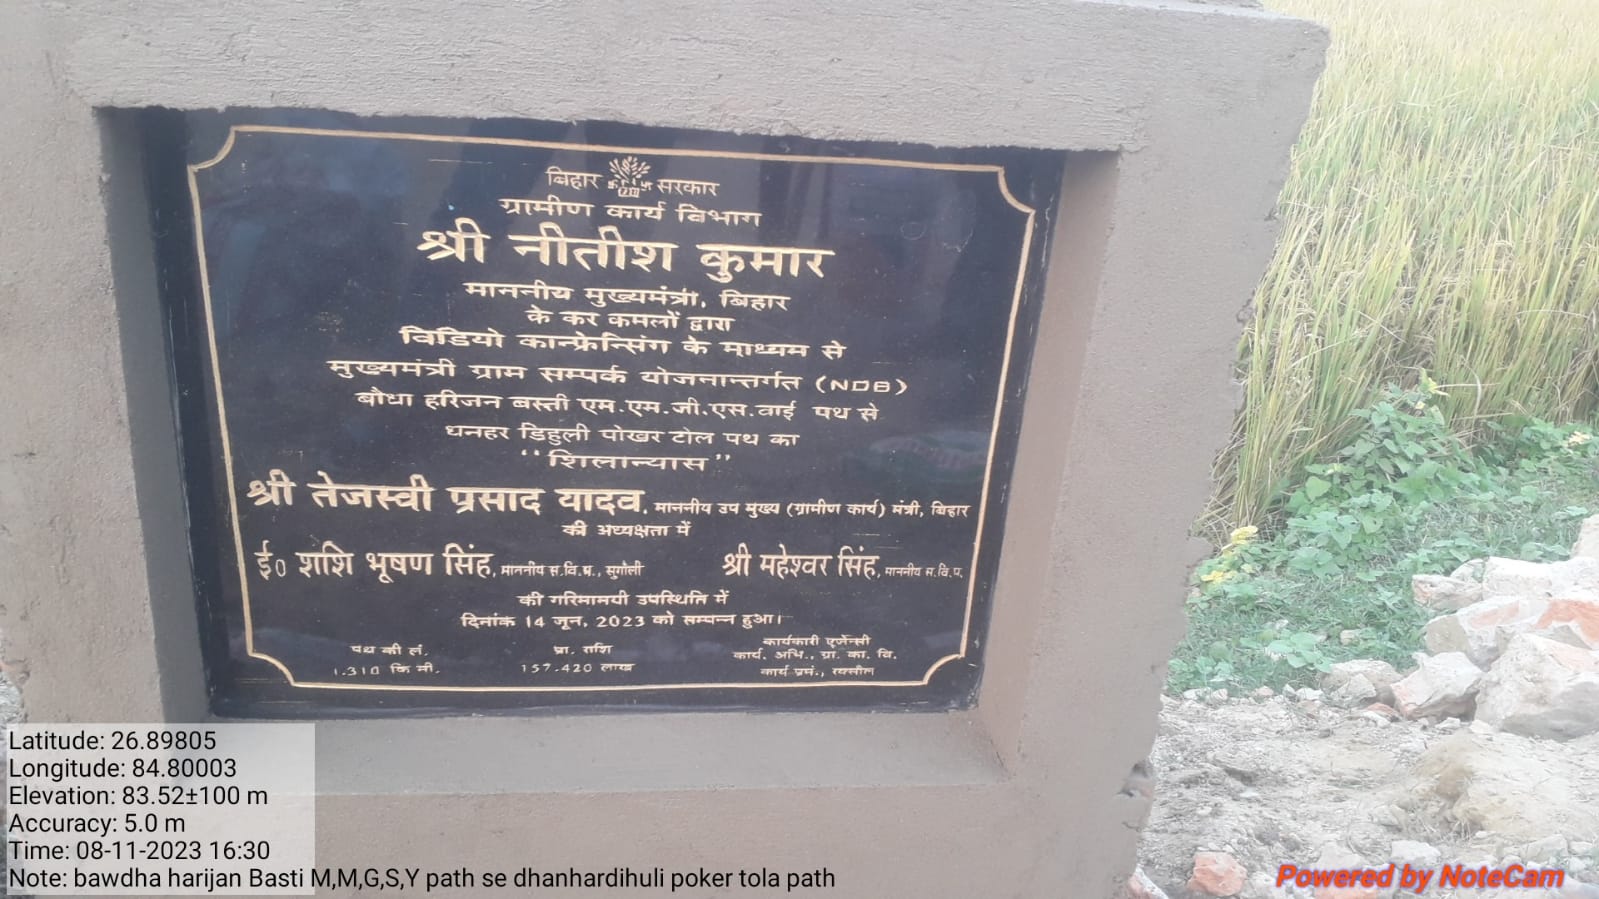 बिहार सरकार
ग्रामीण कार्य विभाग
श्री नीतीश कुमार
माननीय मुख्यमंत्री, बिहार
के कर कमलों द्वारा
विडियो कान्फ्रेन्सिंग के माध्यम से
मुख्यमंत्री ग्राम सम्पर्क योजनान्तर्गत (NDB)
बौधा हरिजन बस्ती एम.एम.जी.एस.वाई पथ से
धनहर डिहुली पोखर टोल पथ का
"शिलान्यास"
श्री तेजस्वी प्रसाद यादव, माननीय उप मुख्य (ग्रामीण कार्य) मंत्री, बिहार
की अध्यक्षता में
ई० शशि भूषण सिंह, माननीय स.वि.प्र., सुगौली श्री महेश्वर सिंह, माननीय स.वि.प.
की गरिमामयी उपस्थिति में
दिनांक 14 जून, 2023 को सम्पन्न हुआ।
पथ की लं. प्रा. राशि कार्यकारी एजेंन्सी
1.310 कि मी. 157.420 लाख कार्य. अभि., ग्रा. का. वि.
कार्य प्रमं., रक्सौल
Latitude: 26.89805
Longitude: 84.80003
Elevation: 83.52±100 m
Accuracy: 5.0 m
Time: 08-11-2023 16:30
Note: bawdha harijan Basti M,M,G,S,Y path se dhanhardihuli poker tola path
Powered by NoteCam